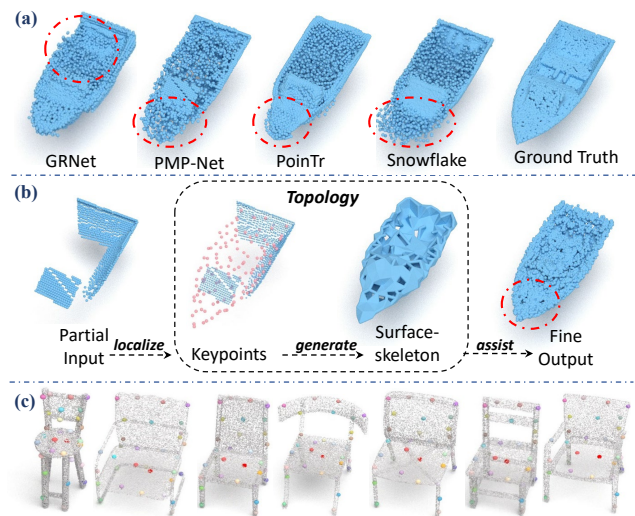 (a)
GRNet PMP-Net PoinTr Snowflake Ground Truth
(b)
Topology
Partial Input
localize
Keypoints
generate
Surface-skeleton
assist
Fine Output
(c)